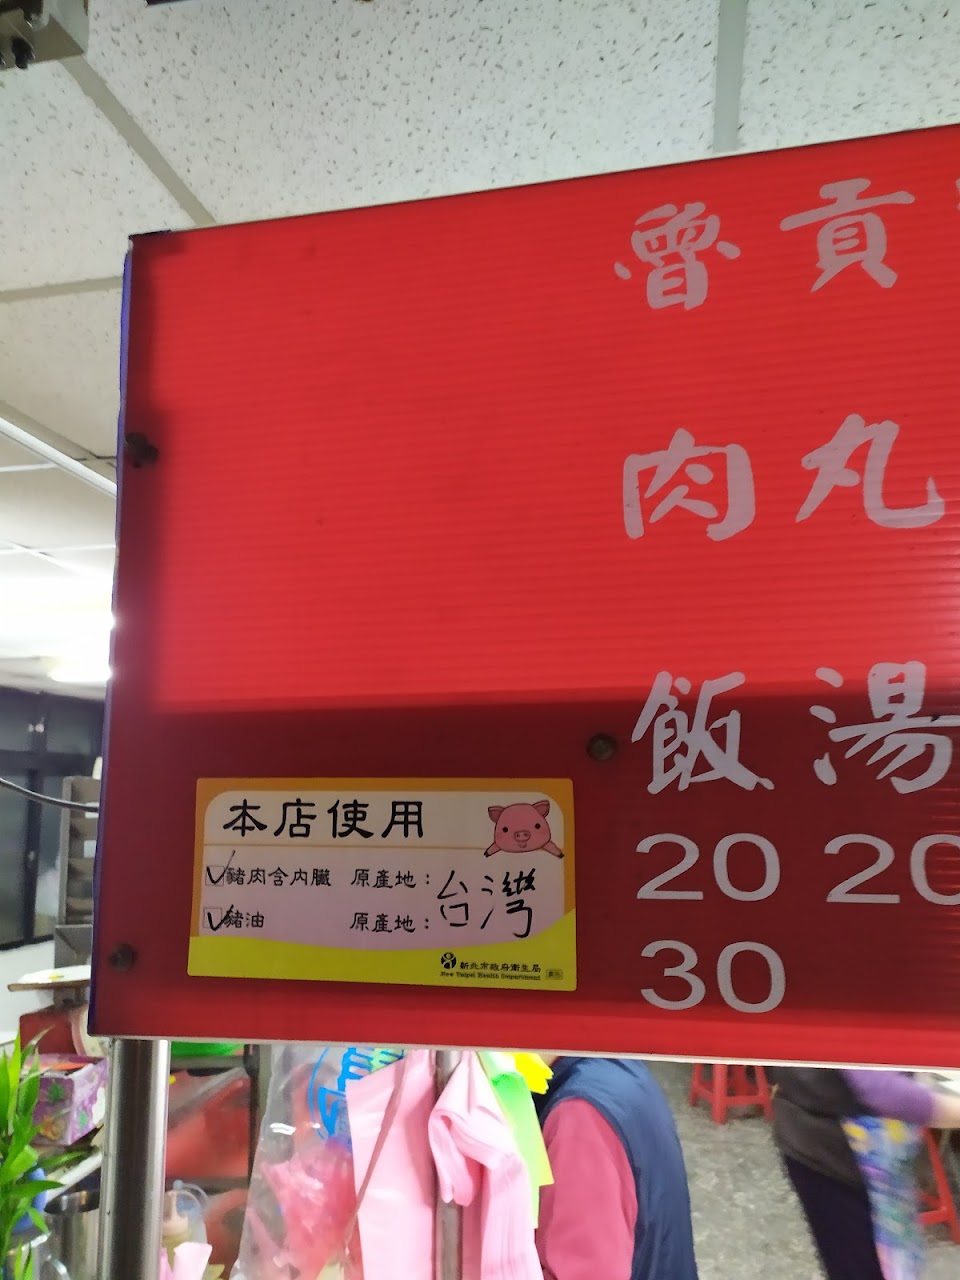 魯肉飯
20
30
貢丸湯
20
本店使用
豬肉含內臟 原產地：台灣
豬油 原產地：
新北市政府衛生局
New Taipei Health Department